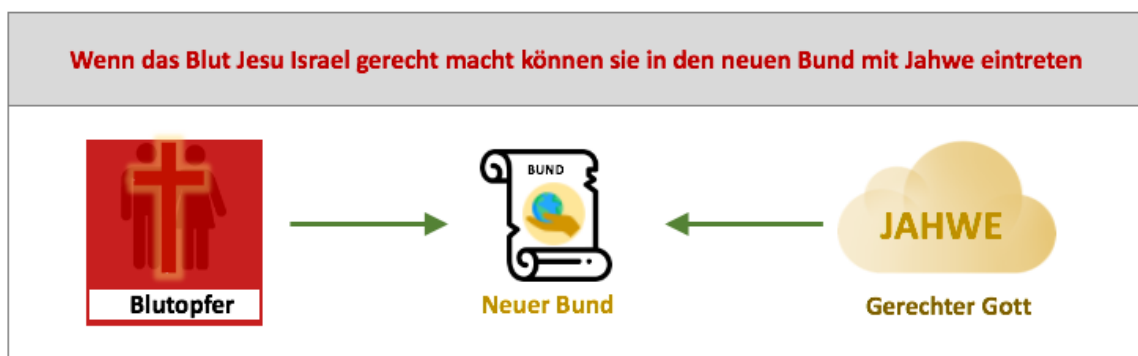 Wenn das Blut Jesu Israel gerecht macht können sie in den neuen Bund mit Jahwe eintreten
BUND
JAHWE
Blutopfer
Neuer Bund
Gerechter Gott